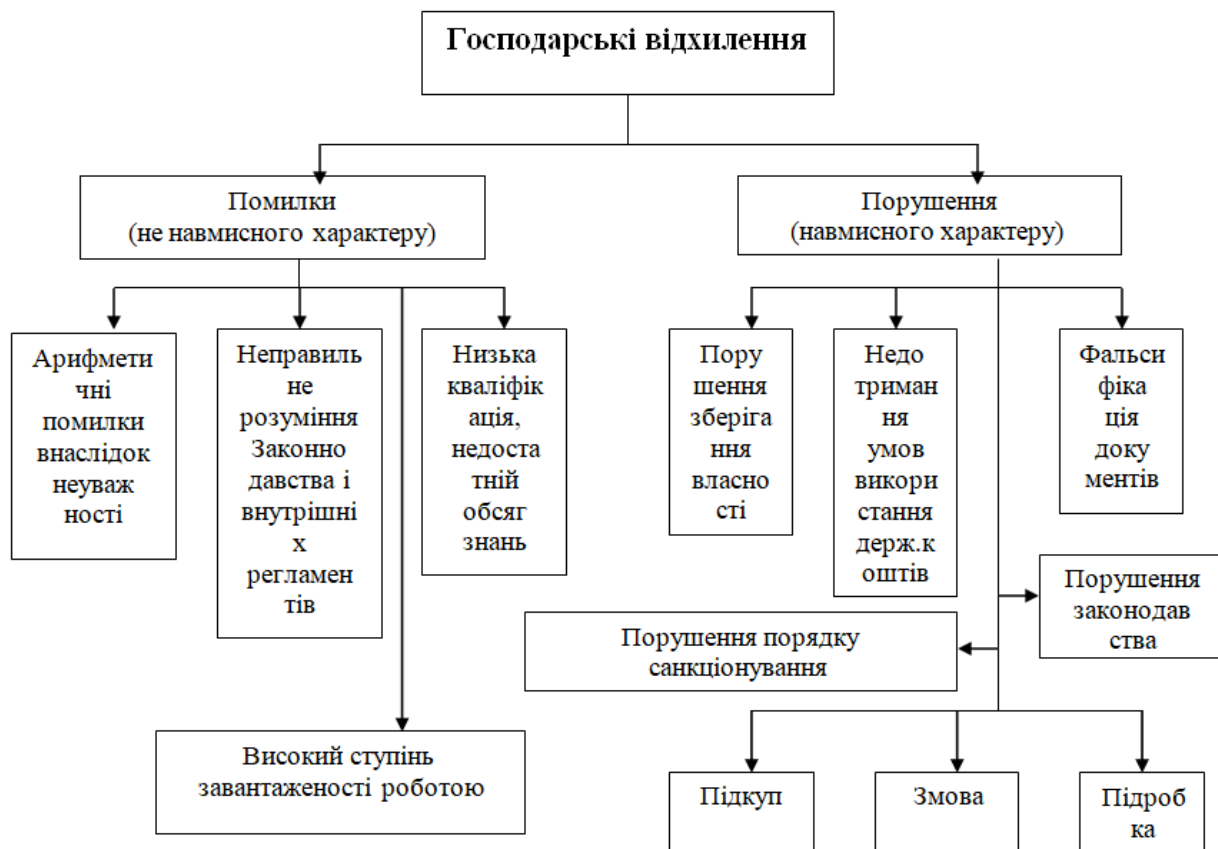 Господарські відхилення
Помилки
(не навмисного характеру)
Порушення
(навмисного характеру)
Арифмети
чні
помилки
внаслідок
неуваж
ності
Неправиль
не
розуміння
Законно
давства і
внутрішні
х
регламен
тів
Низька
кваліфік
ація,
недоста
тній
обсяг
знань
Пору
шення
зберіга
ння
власно
сті
Недо
триман
ня
умов
викори
стання
держ.к
оштів
Фальси
фіка
ція
доку
ментів
Порушення
законодав
ства
Порушення порядку
санкціонування
Високий ступінь
завантаженості роботою
Підкуп
Змова
Підроб
ка